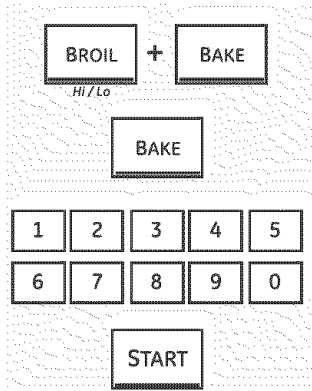 BROIL + BAKE
Hi / Lo
BAKE
1 2 3 4 5
6 7 8 9 0
START